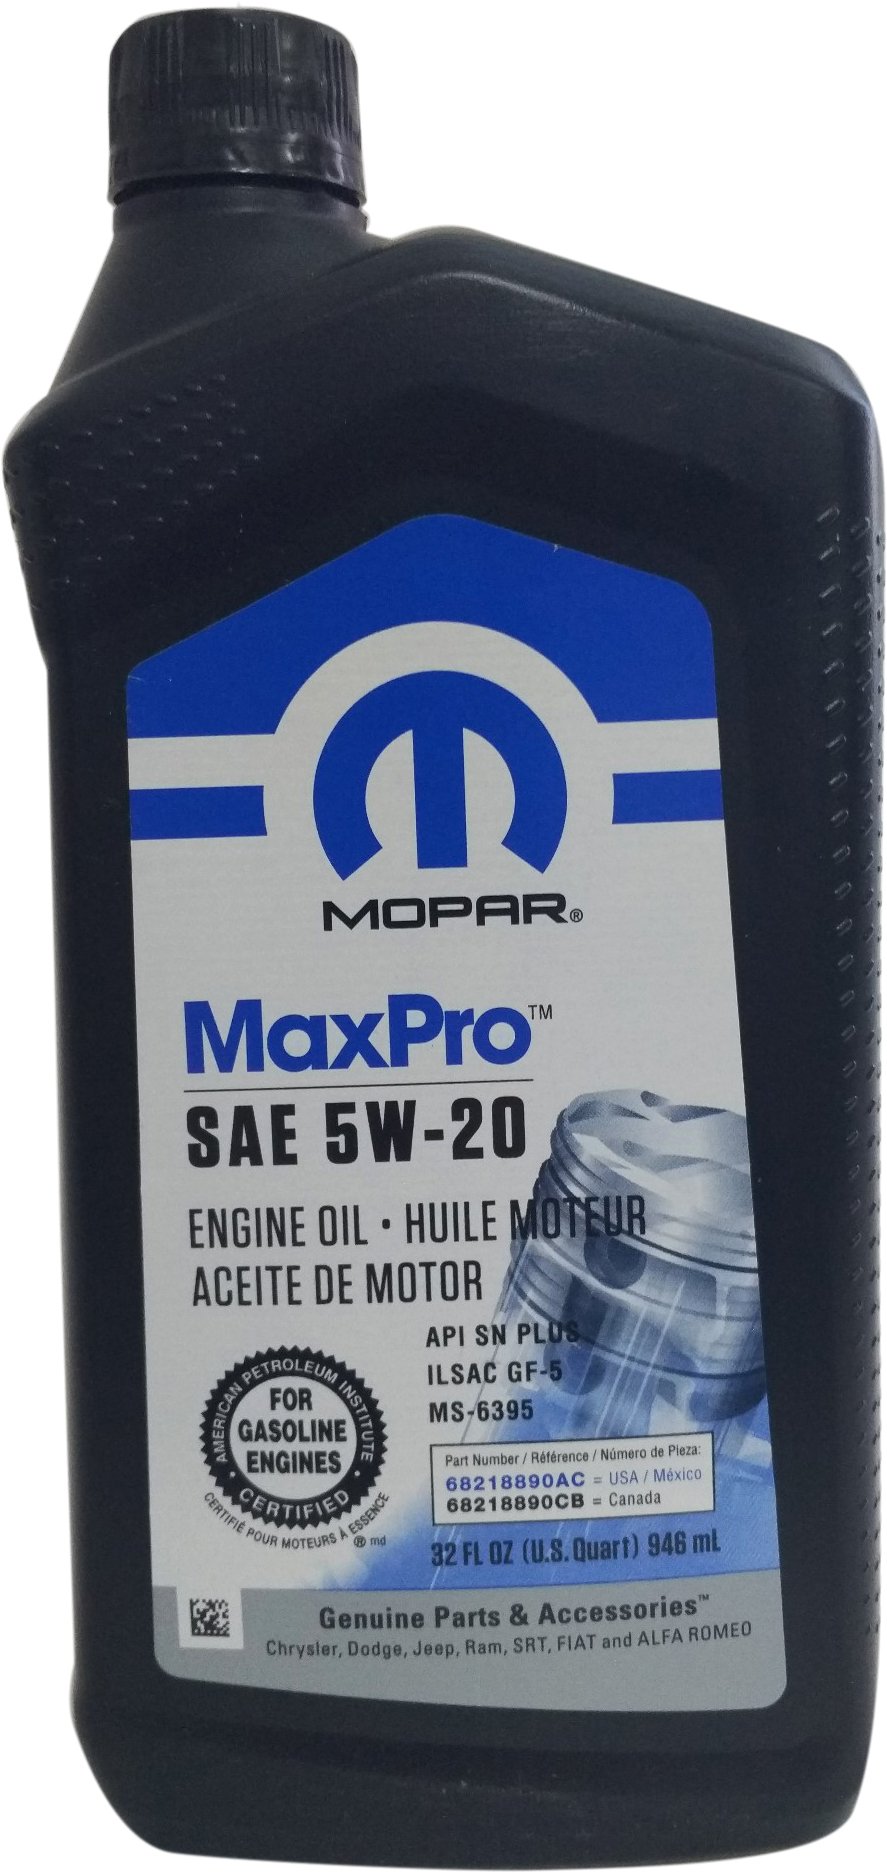 MOPAR®
MaxPro™
SAE 5W-20
ENGINE OIL • HUILE MOTEUR
ACEITE DE MOTOR
API SN PLUS
ILSAC GF-5
MS-6395
AMERICAN PETROLEUM INSTITUTE
FOR
GASOLINE
ENGINES
• CERTIFIED •
CERTIFIÉ POUR MOTEURS À ESSENCE
® md
Part Number / Référence / Número de Pieza:
68218890AC = USA / México
68218890CB = Canada
32 FL OZ (U.S. Quart) 946 mL
Genuine Parts & Accessories™
Chrysler, Dodge, Jeep, Ram, SRT, FIAT and ALFA ROMEO